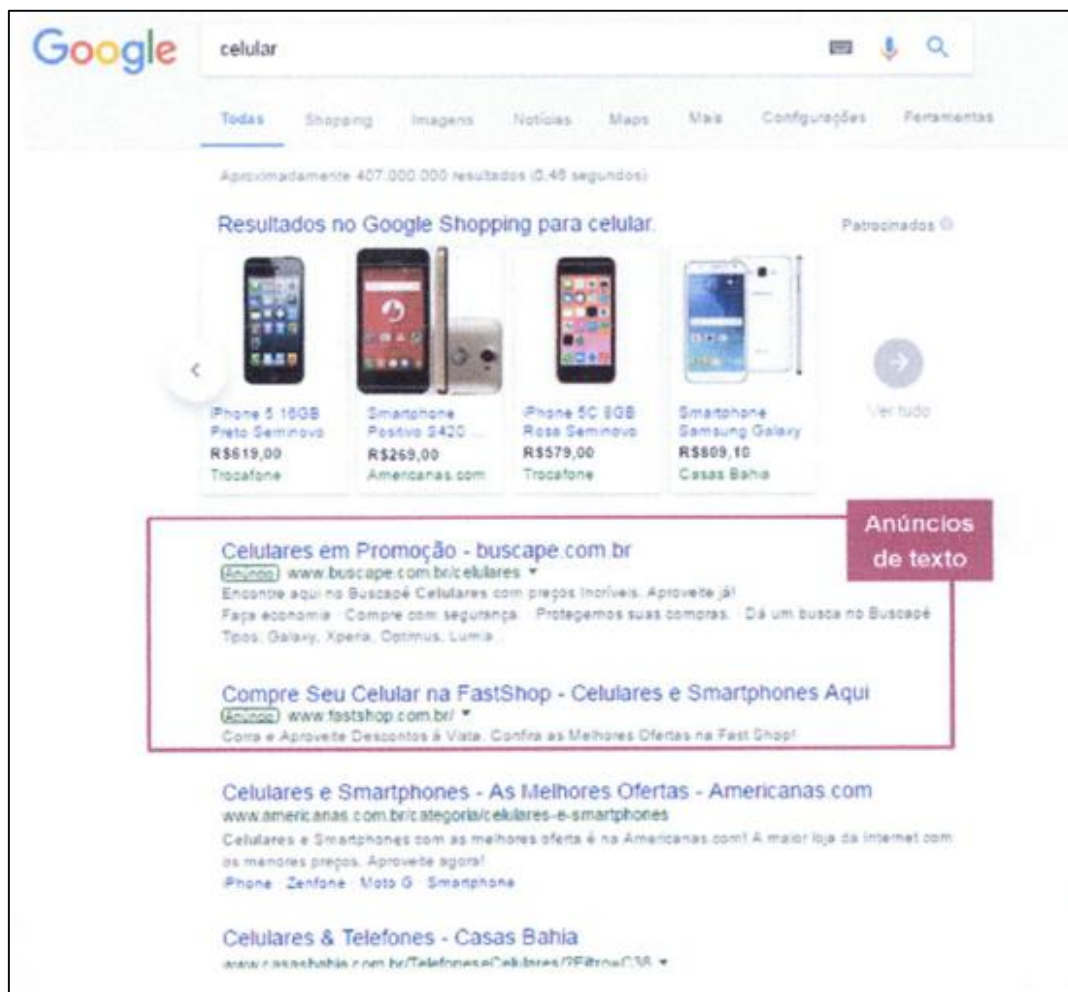 Google
celular
Todas Shopping Imagens Notícias Maps Mais Configurações Ferramentas
Aproximadamente 407.000.000 resultados (0,46 segundos)
Resultados no Google Shopping para celular.
Patrocinados
iPhone 5 16GB
Preto Seminovo
R$619,00
Trocafone
Smartphone
Positivo S420 ...
R$269,00
Americanas.com
iPhone 5C 8GB
Rosa Seminovo
R$579,00
Trocafone
Smartphone
Samsung Galaxy
R$809,10
Casas Bahia
Ver tudo
Anúncios
de texto
Celulares em Promoção - buscape.com.br
Anúncio www.buscape.com.br/celulares
Encontre aqui no Buscapé Celulares com preços Incríveis. Aproveite já!
Faça economia · Compre com segurança. · Protegemos suas compras. · Dá um busca no Buscapé
Tipos: Galaxy, Xperia, Optimus, Lumia
Compre Seu Celular na FastShop - Celulares e Smartphones Aqui
Anúncio www.fastshop.com.br/
Corra e Aproveite Descontos á Vista. Confira as Melhores Ofertas na Fast Shop!
Celulares e Smartphones - As Melhores Ofertas - Americanas.com
www.americanas.com.br/categoria/celulares-e-smartphones
Celulares e Smartphones com as melhores oferta é na Americanas.com! A maior loja da Internet com
os menores preços. Aproveite agora!
iPhone · Zenfone · Moto G · Smartphone
Celulares & Telefones - Casas Bahia
www.casasbahia.com.br/TelefoneseCelulares/?Filtro=C38